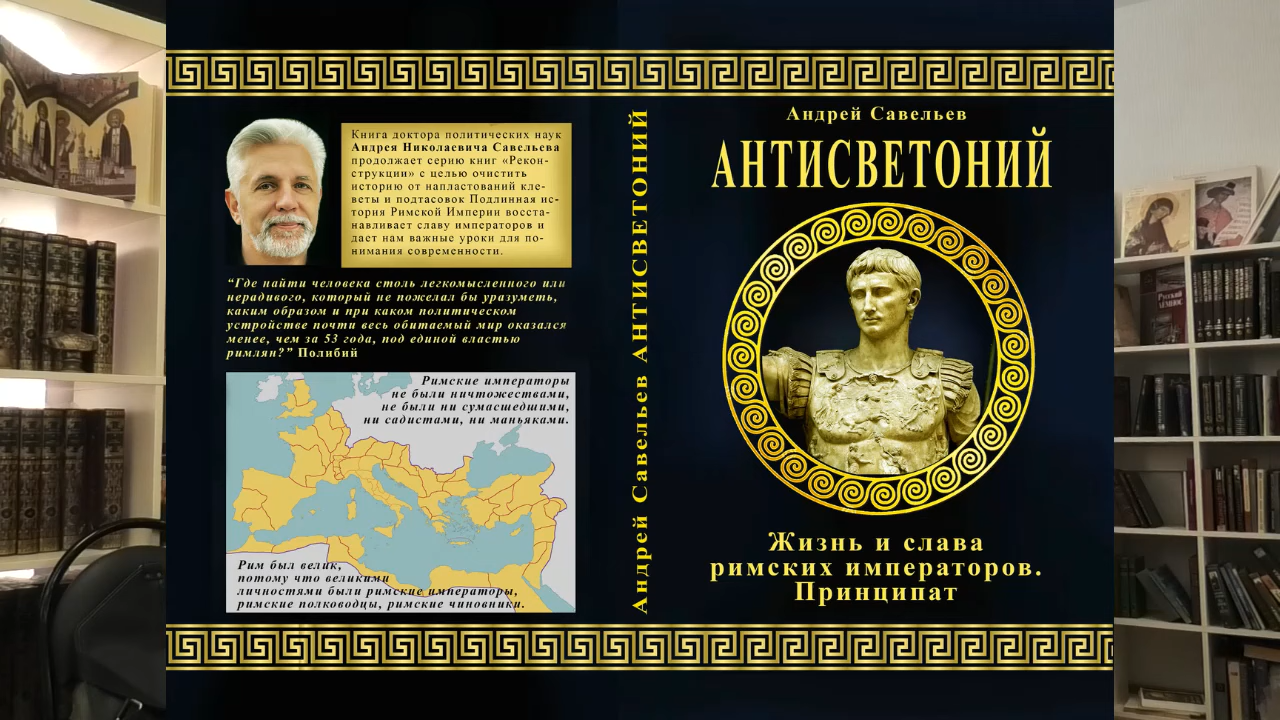 Книга доктора политических наук
Андрея Николаевича Савельева
продолжает серию книг «Рекон-
струкции» с целью очистить
историю от напластований кле-
веты и подтасовок Подлинная ис-
тория Римской Империи восста-
навливает славу императоров и
дает нам важные уроки для по-
нимания современности.
“Где найти человека столь легкомысленного или
нерадивого, который не пожелал бы уразуметь,
каким образом и при каком политическом
устройстве почти весь обитаемый мир оказался
менее, чем за 53 года, под единой властью
римлян?” Полибий
Римские императоры
не были ничтожествами,
не были ни сумасшедшими,
ни садистами, ни маньяками.
Рим был велик,
потому что великими
личностями были римские императоры,
римские полководцы, римские чиновники.
Андрей Савельев АНТИСВЕТОНИЙ
Андрей Савельев
АНТИСВЕТОНИЙ
Жизнь и слава
римских императоров.
Принципат
Русский